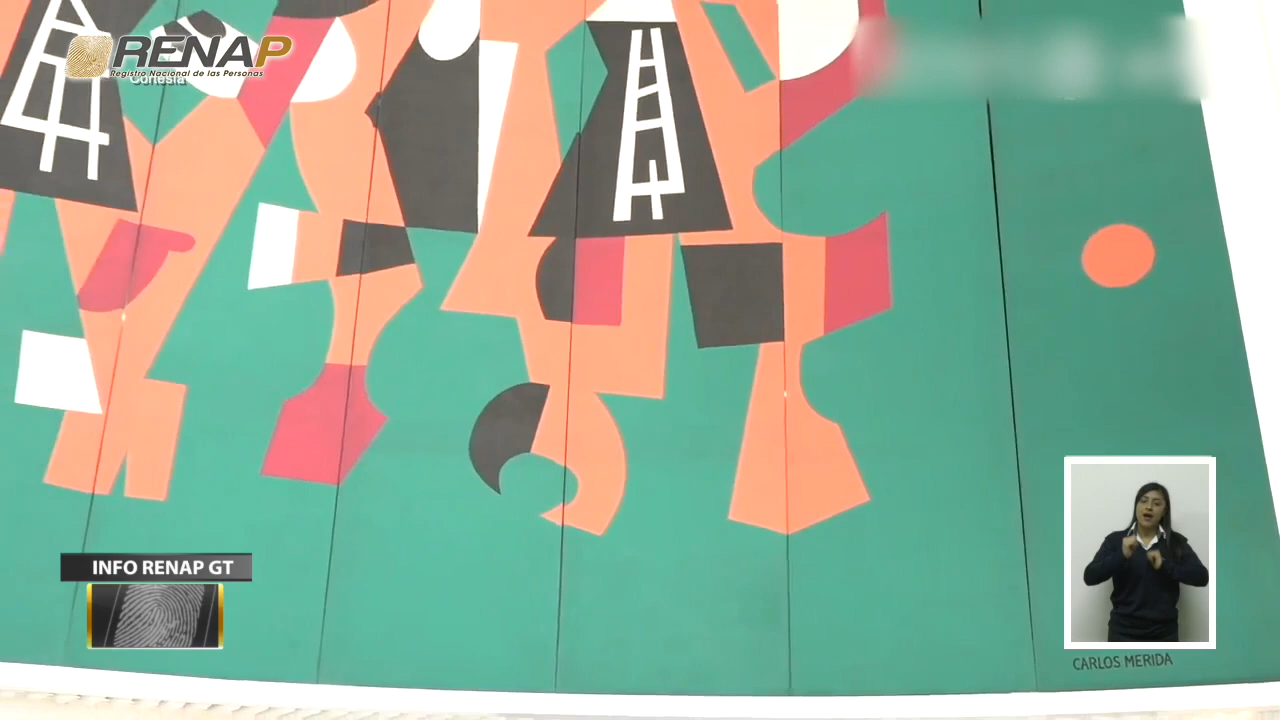 RENAP
Registro Nacional de las Personas
Cortesía
INFO RENAP GT
CARLOS MERIDA